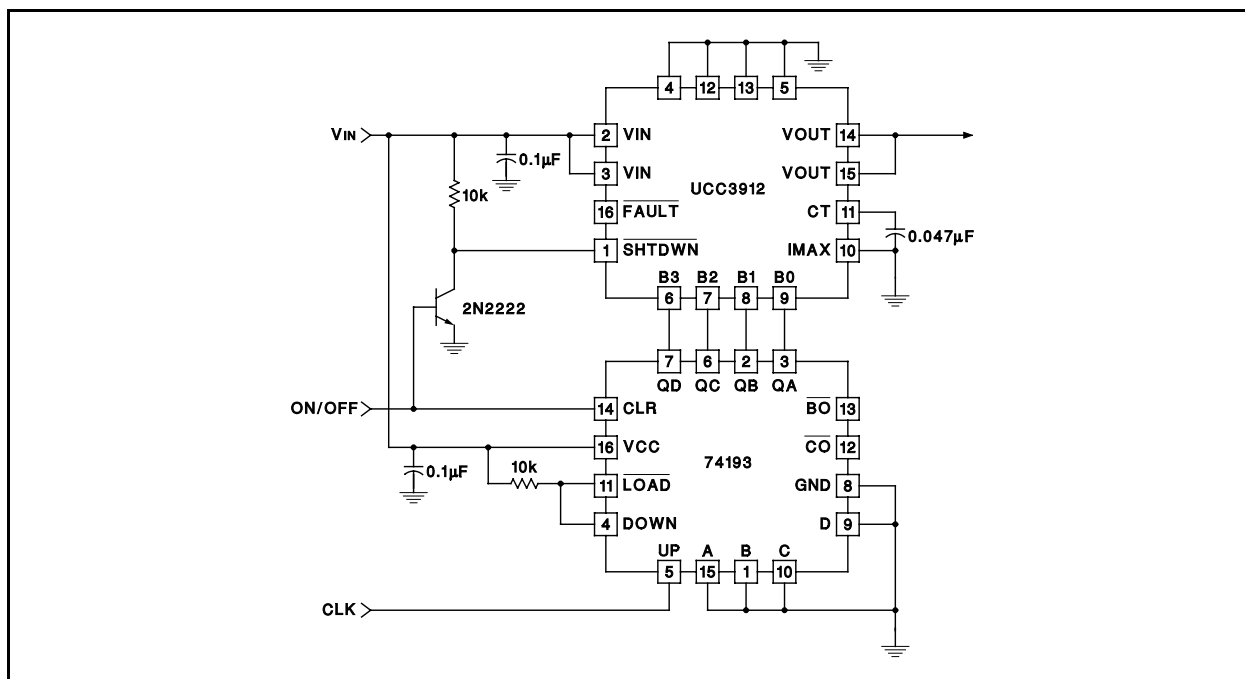 4 12 13 5
VIN 2 VIN VOUT 14
0.1µF
3 VIN VOUT 15
10k UCC3912
16 FAULT CT 11
0.047µF
1 SHTDWN IMAX 10
B3 B2 B1 B0
6 7 8 9
2N2222
7 6 2 3
QD QC QB QA
ON/OFF 14 CLR BO 13
16 VCC CO 12
0.1µF 10k 74193
11 LOAD GND 8
4 DOWN D 9
UP A B C
5 15 1 10
CLK